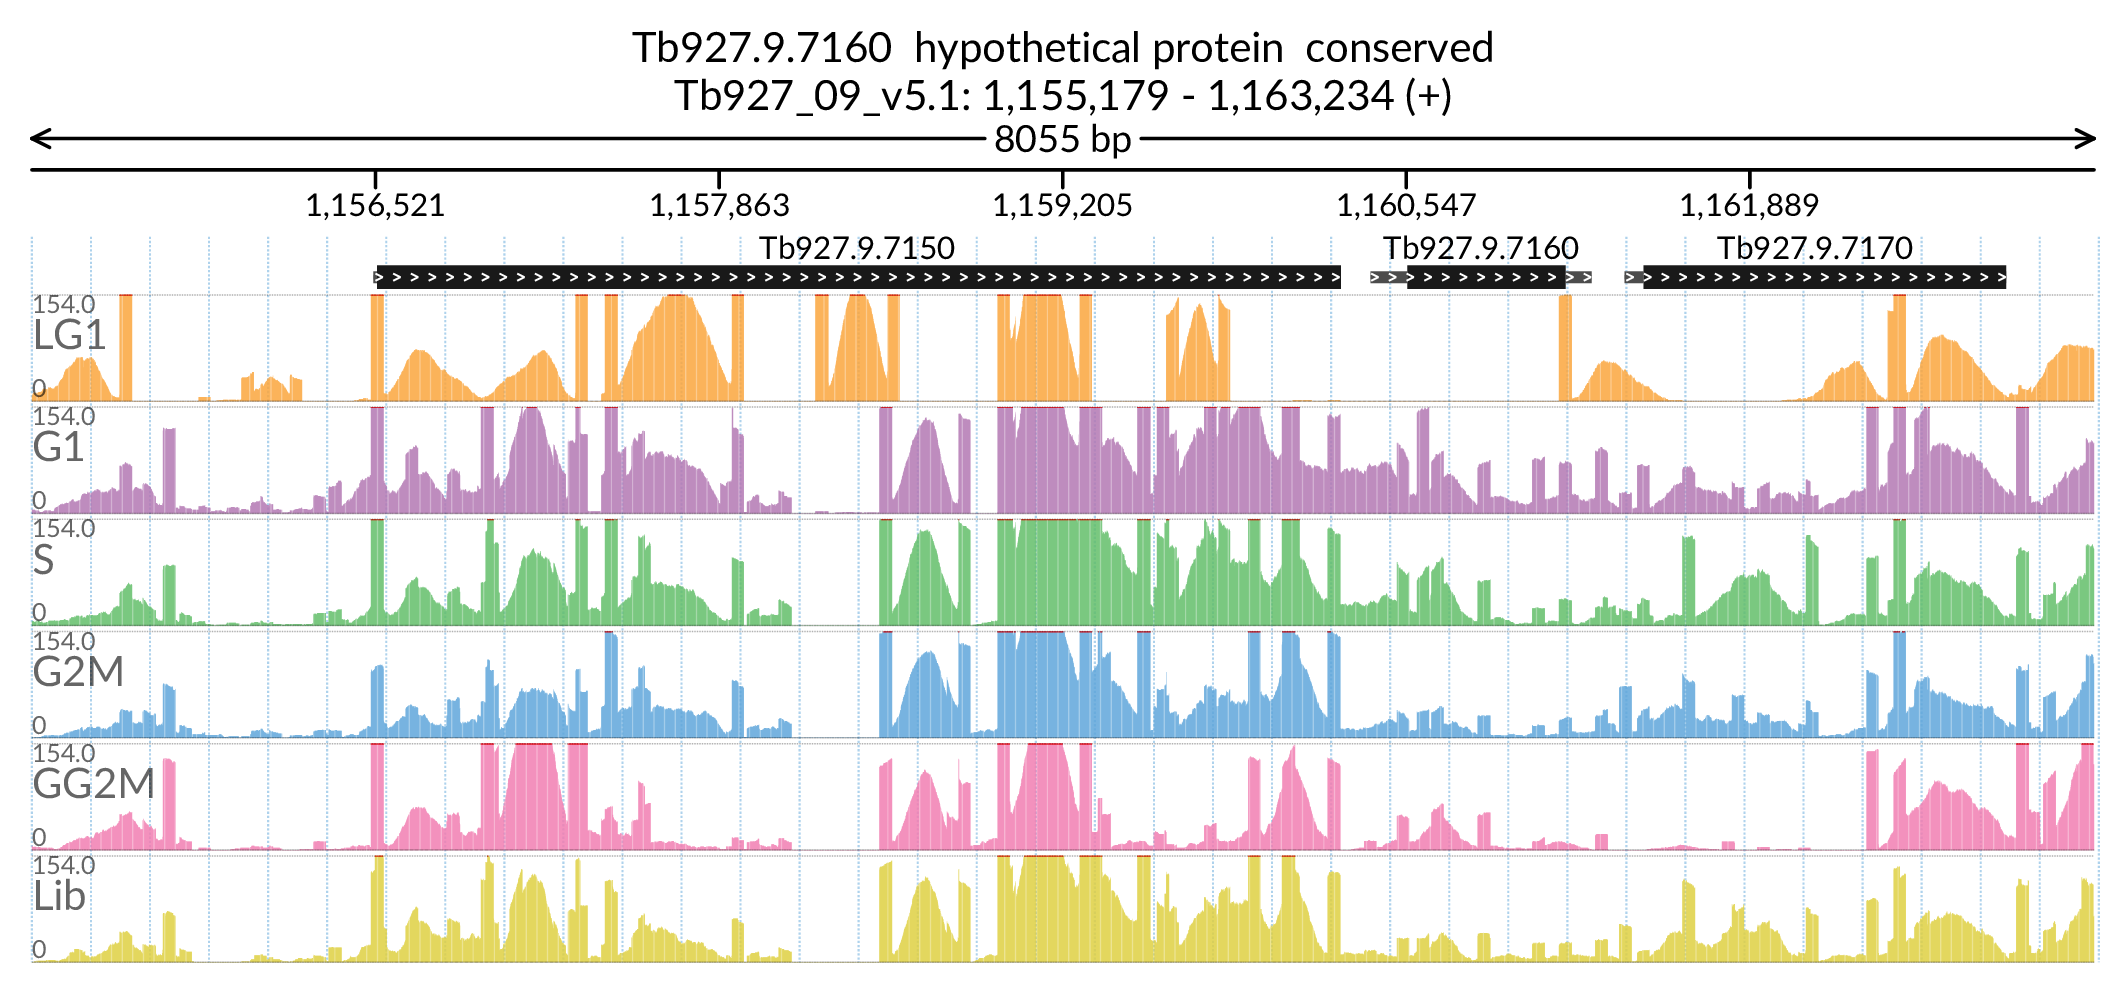 Tb927.9.7160 hypothetical protein conserved
Tb927_09_v5.1: 1,155,179 - 1,163,234 (+)
8055 bp
1,156,521 1,157,863 1,159,205 1,160,547 1,161,889
Tb927.9.7150 Tb927.9.7160 Tb927.9.7170
154.0
LG1
0
154.0
G1
0
154.0
S
0
154.0
G2M
0
154.0
GG2M
0
154.0
Lib
0